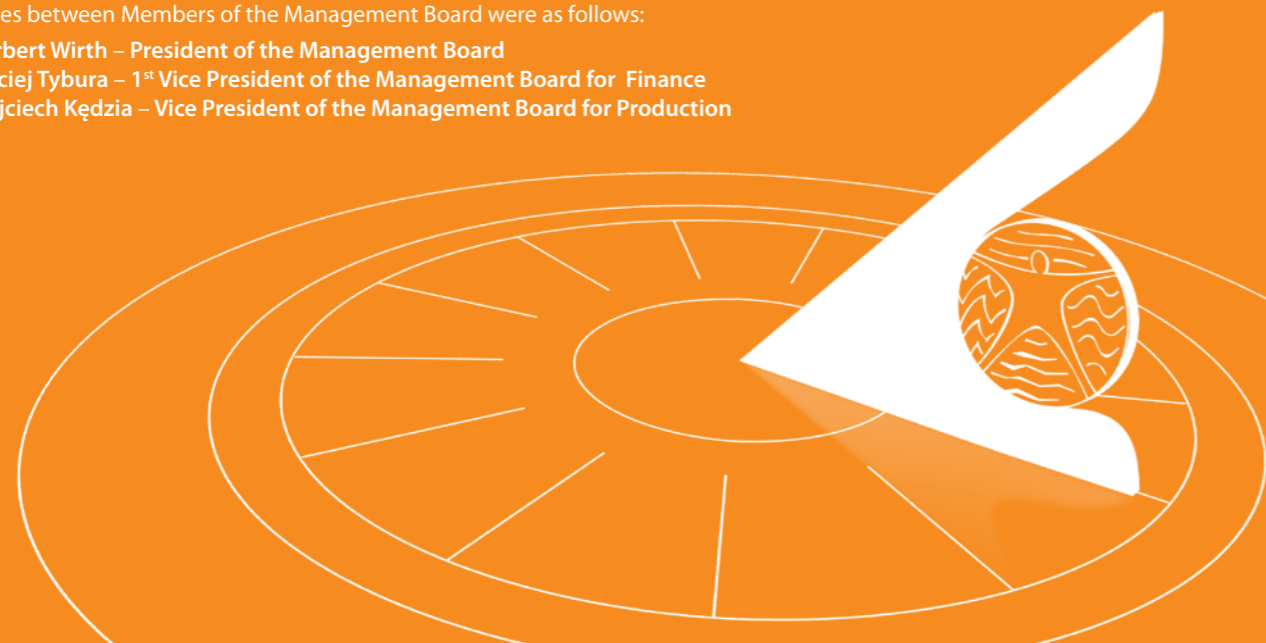 es between Members of the Management Board were as follows:
bert Wirth – President of the Management Board
ciej Tybura – 1st Vice President of the Management Board for Finance
jciech Kędzia – Vice President of the Management Board for Production